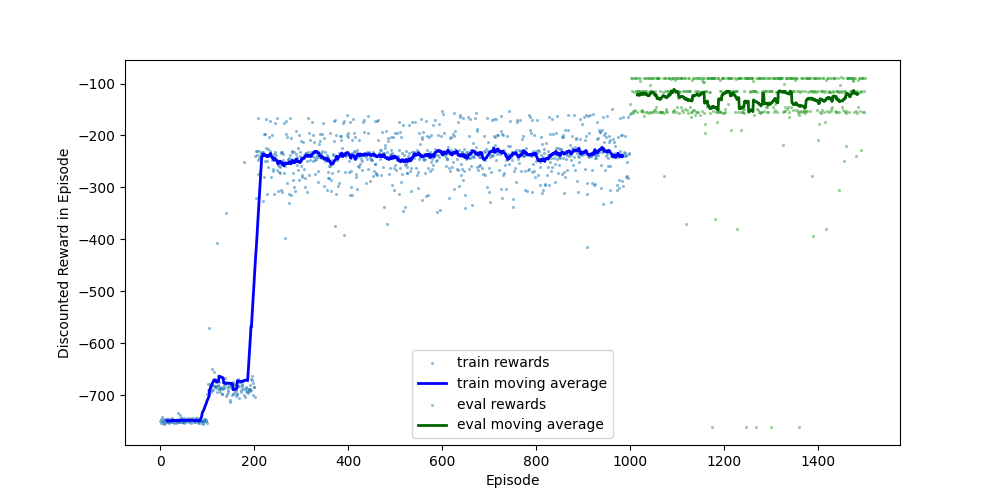 −100
−200
−300
−400
−500
−600
−700
Discounted Reward in Episode
train rewards
train moving average
eval rewards
eval moving average
0 200 400 600 800 1000 1200 1400
Episode